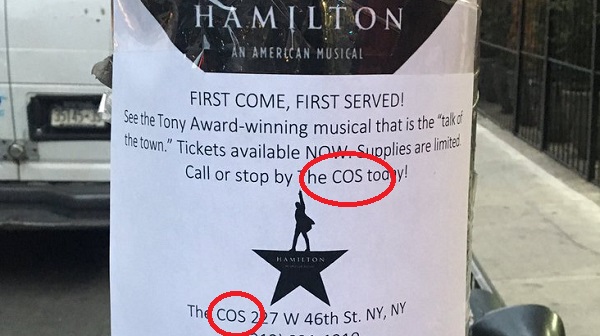 HAMILTON
AN AMERICAN MUSICAL
FIRST COME, FIRST SERVED!
See the Tony Award-winning musical that is the “talk of
the town.” Tickets available NOW. Supplies are limited.
Call or stop by The COS today!
HAMILTON
The COS 227 W 46th St. NY, NY